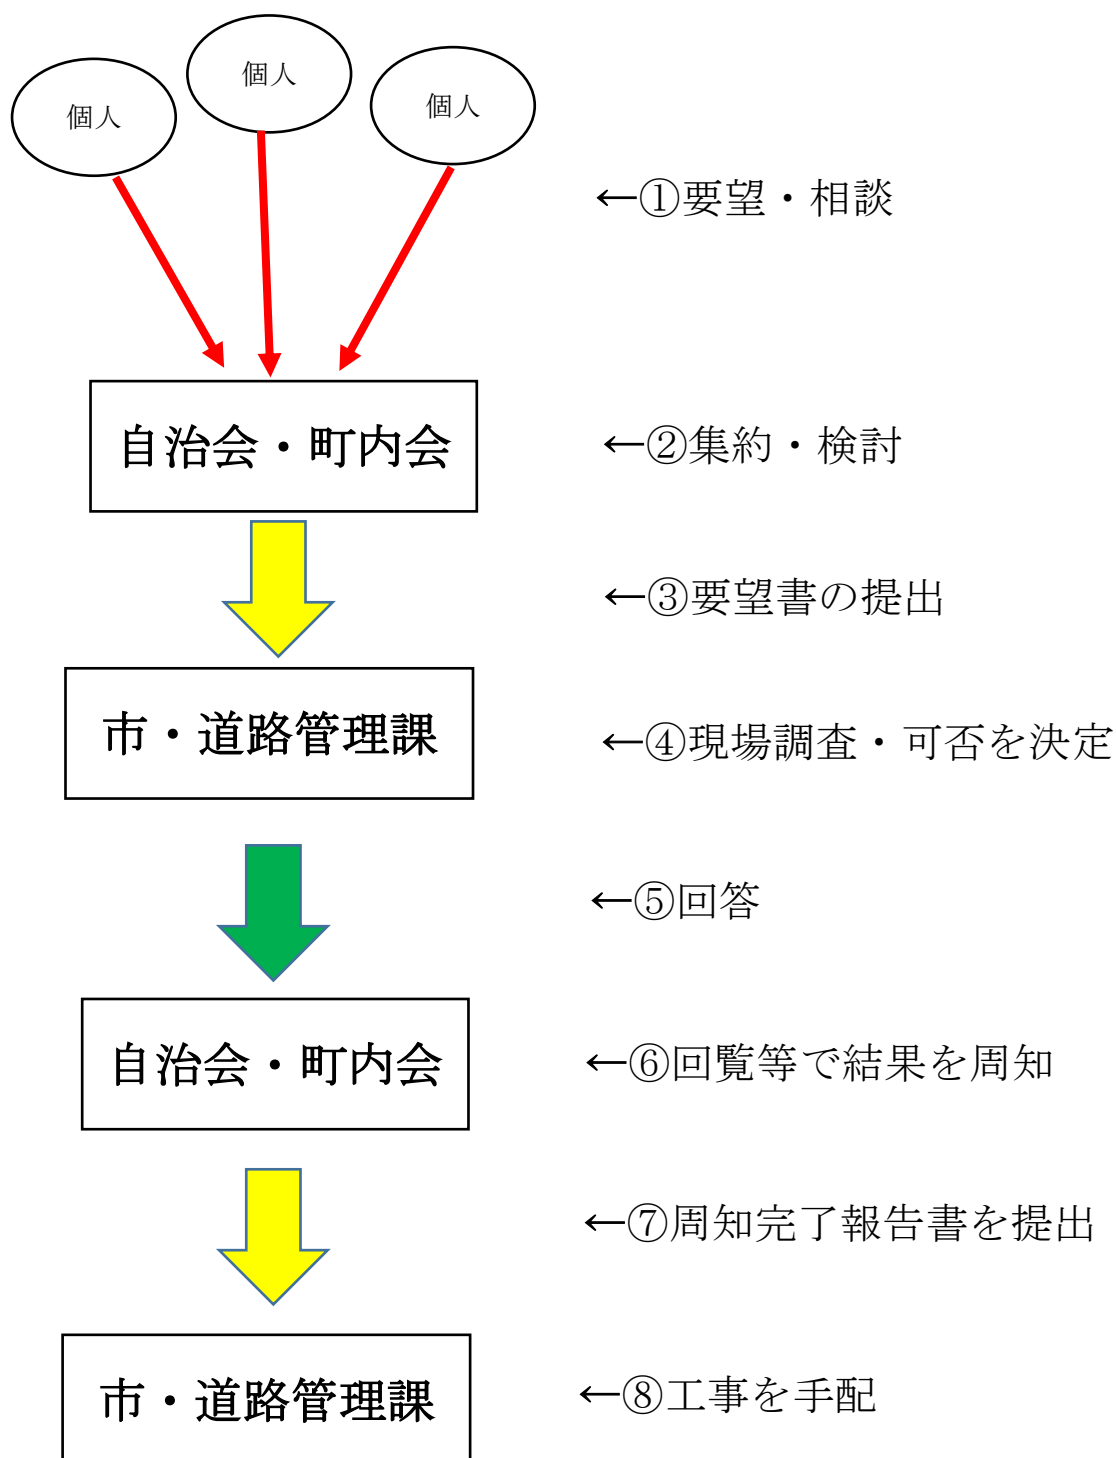 個人
個人
個人
←①要望・相談
自治会・町内会
←②集約・検討
←③要望書の提出
市・道路管理課
←④現場調査・可否を決定
←⑤回答
自治会・町内会
←⑥回覧等で結果を周知
←⑦周知完了報告書を提出
市・道路管理課
←⑧工事を手配